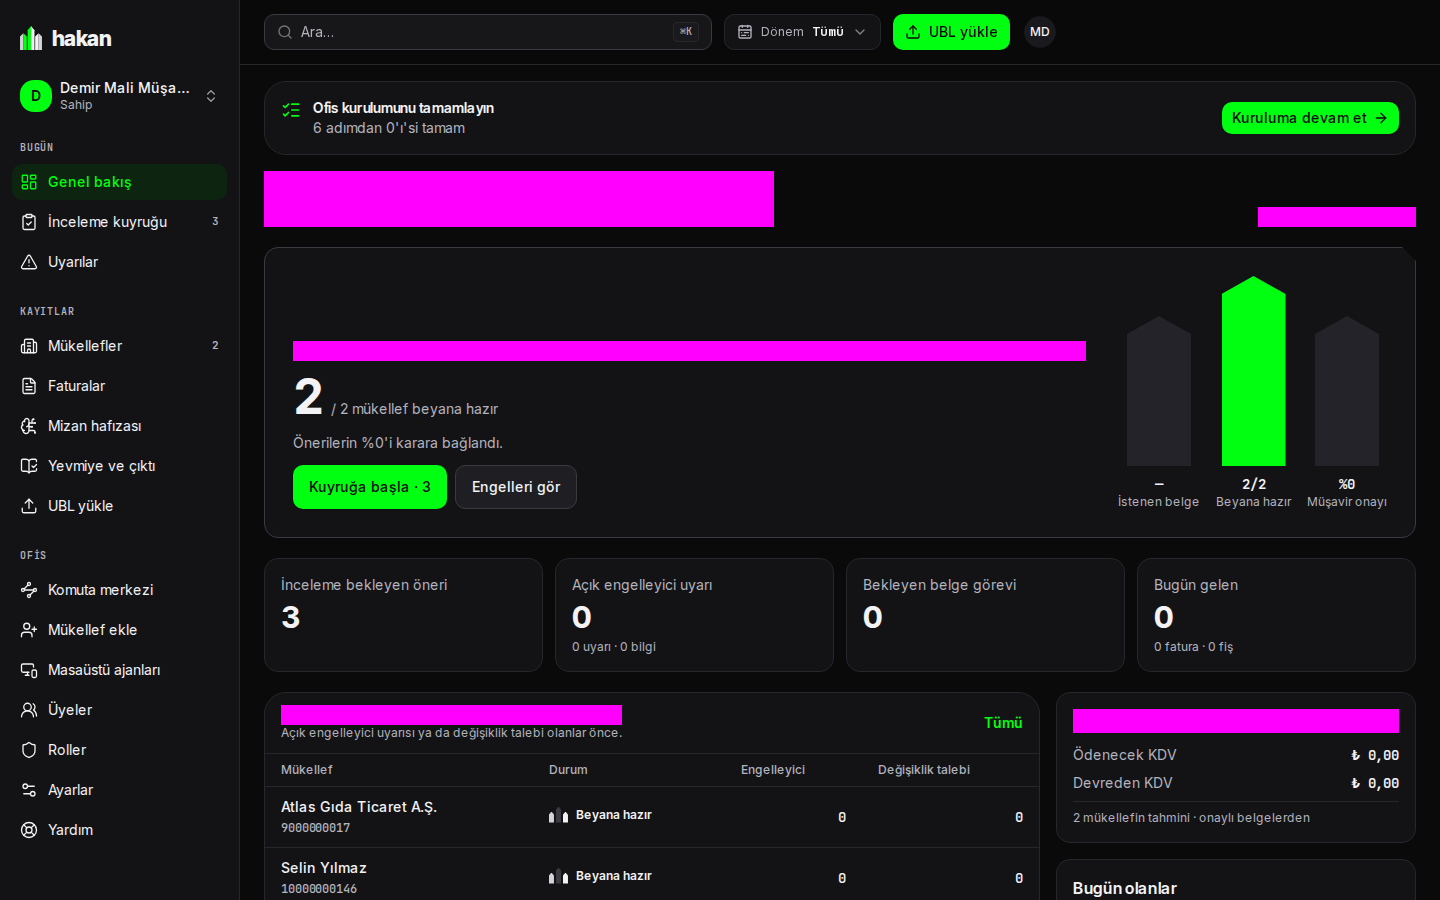 hakan
Ara...
⌘K
Dönem Tümü
UBL yükle
MD
D
Demir Mali Müşa...
Sahip
BUGÜN
Genel bakış
İnceleme kuyruğu 3
Uyarılar
KAYITLAR
Mükellefler 2
Faturalar
Mizan hafızası
Yevmiye ve çıktı
UBL yükle
OFİS
Komuta merkezi
Mükellef ekle
Masaüstü ajanları
Üyeler
Roller
Ayarlar
Yardım
Ofis kurulumunu tamamlayın
6 adımdan 0'ı'si tamam
Kuruluma devam et →
2 / 2 mükellef beyana hazır
Önerilerin %0'i karara bağlandı.
Kuyruğa başla · 3
Engelleri gör
— 2/2 %0
İstenen belge Beyana hazır Müşavir onayı
İnceleme bekleyen öneri
3
Açık engelleyici uyarı
0
0 uyarı · 0 bilgi
Bekleyen belge görevi
0
Bugün gelen
0
0 fatura · 0 fiş
Açık engelleyici uyarısı ya da değişiklik talebi olanlar önce.
Tümü
Mükellef Durum Engelleyici Değişiklik talebi
Atlas Gıda Ticaret A.Ş. Beyana hazır 0 0
9000000017
Selin Yılmaz Beyana hazır 0 0
10000000146
Ödenecek KDV ₺ 0,00
Devreden KDV ₺ 0,00
2 mükellefin tahmini · onaylı belgelerden
Bugün olanlar